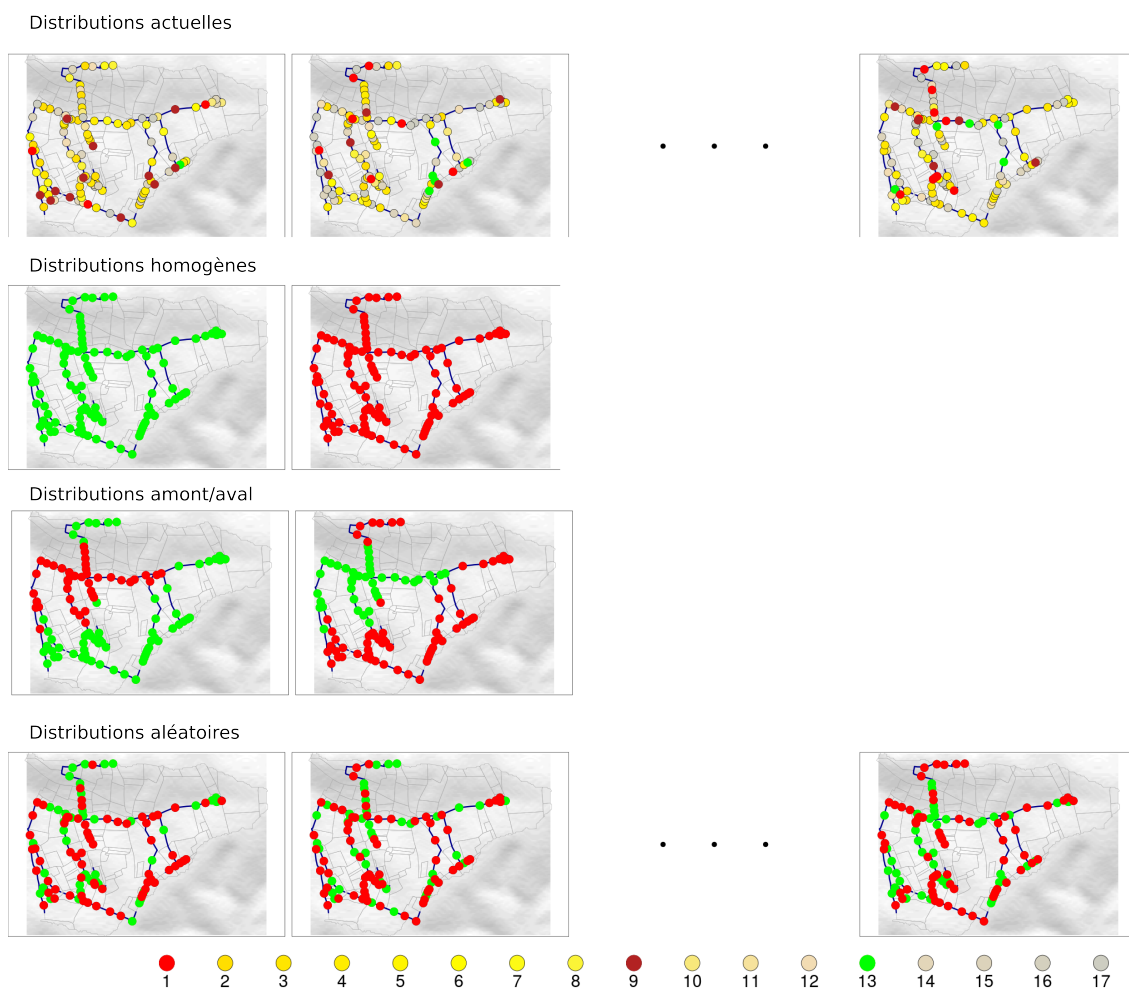 Distributions actuelles
Distributions homogènes
Distributions amont/aval
Distributions aléatoires
1 2 3 4 5 6 7 8 9 10 11 12 13 14 15 16 17